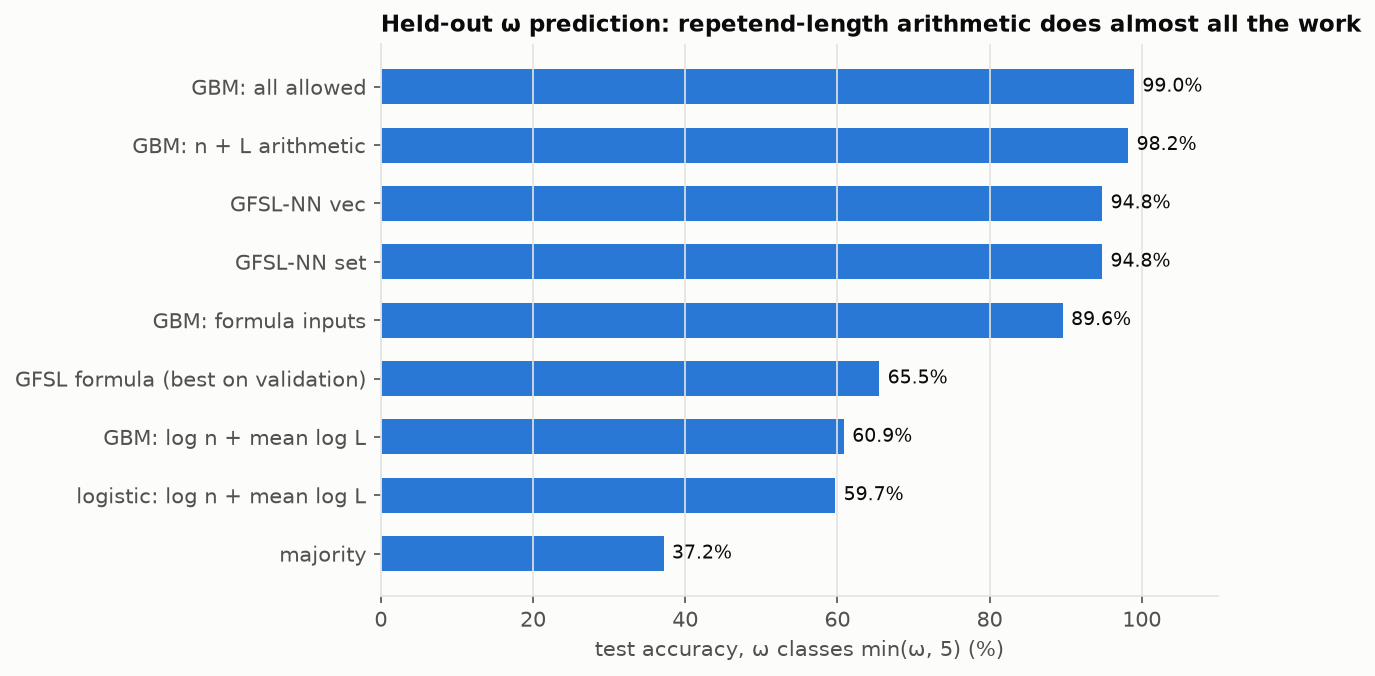 Held-out ω prediction: repetend-length arithmetic does almost all the work
GBM: all allowed 99.0%
GBM: n + L arithmetic 98.2%
GFSL-NN vec 94.8%
GFSL-NN set 94.8%
GBM: formula inputs 89.6%
GFSL formula (best on validation) 65.5%
GBM: log n + mean log L 60.9%
logistic: log n + mean log L 59.7%
majority 37.2%
0 20 40 60 80 100
test accuracy, ω classes min(ω, 5) (%)